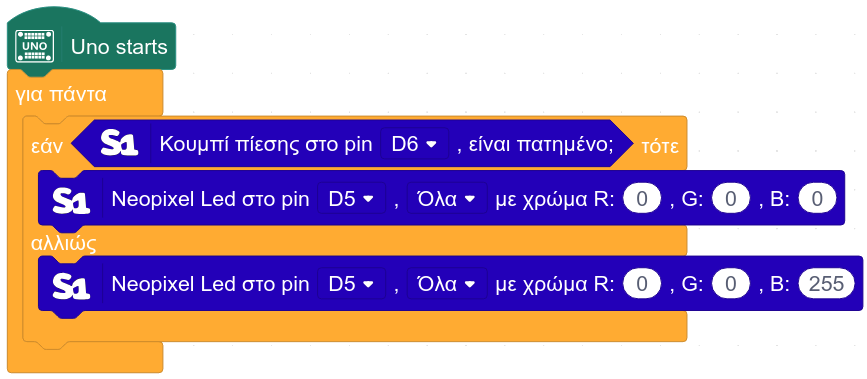 UNO Uno starts
για πάντα
εάν S1 Κουμπί πίεσης στο pin D6 , είναι πατημένο; τότε
S1 Neopixel Led στο pin D5 , Όλα με χρώμα R: 0 , G: 0 , B: 0
αλλιώς
S1 Neopixel Led στο pin D5 , Όλα με χρώμα R: 0 , G: 0 , B: 255